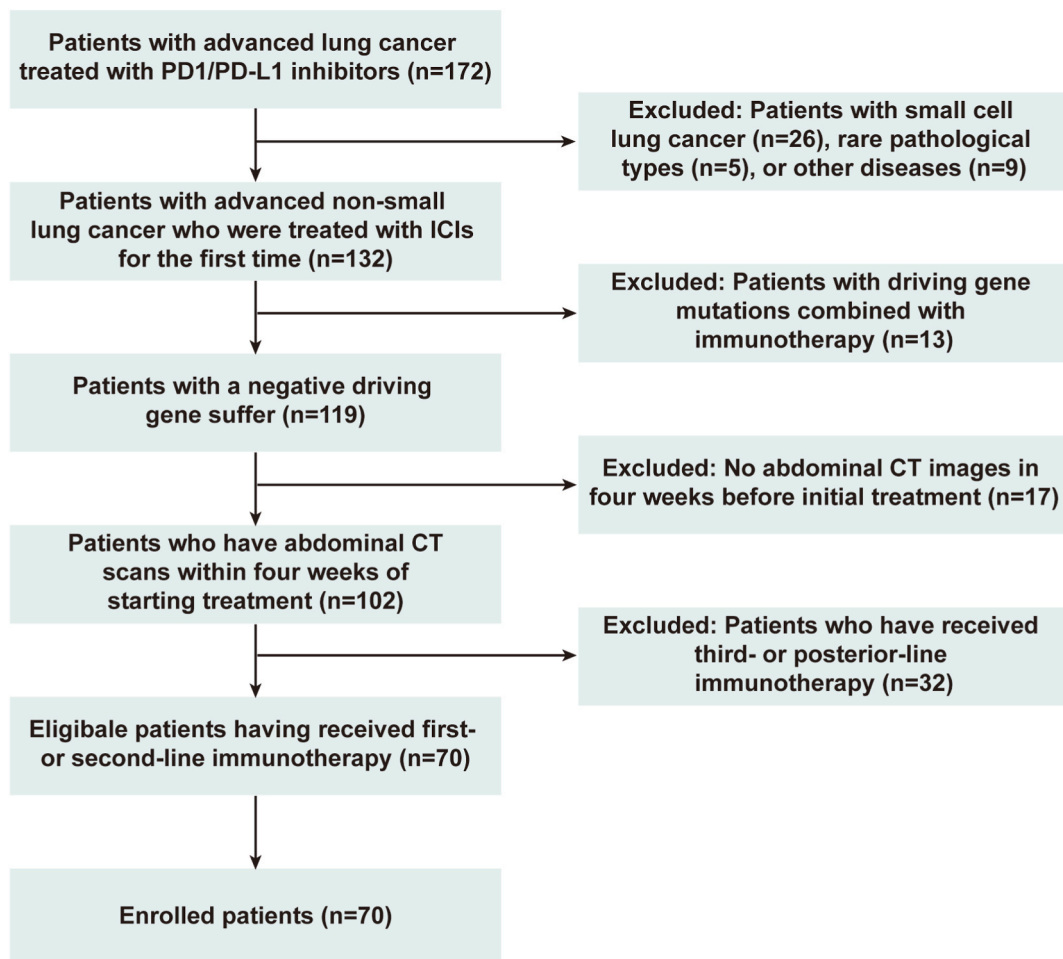 Patients with advanced lung cancer
treated with PD1/PD-L1 inhibitors (n=172)
Excluded: Patients with small cell
lung cancer (n=26), rare pathological
types (n=5), or other diseases (n=9)
Patients with advanced non-small
lung cancer who were treated with ICIs
for the first time (n=132)
Excluded: Patients with driving gene
mutations combined with
immunotherapy (n=13)
Patients with a negative driving
gene suffer (n=119)
Excluded: No abdominal CT images in
four weeks before initial treatment (n=17)
Patients who have abdominal CT
scans within four weeks of
starting treatment (n=102)
Excluded: Patients who have received
third- or posterior-line
immunotherapy (n=32)
Eligibale patients having received first-
or second-line immunotherapy (n=70)
Enrolled patients (n=70)